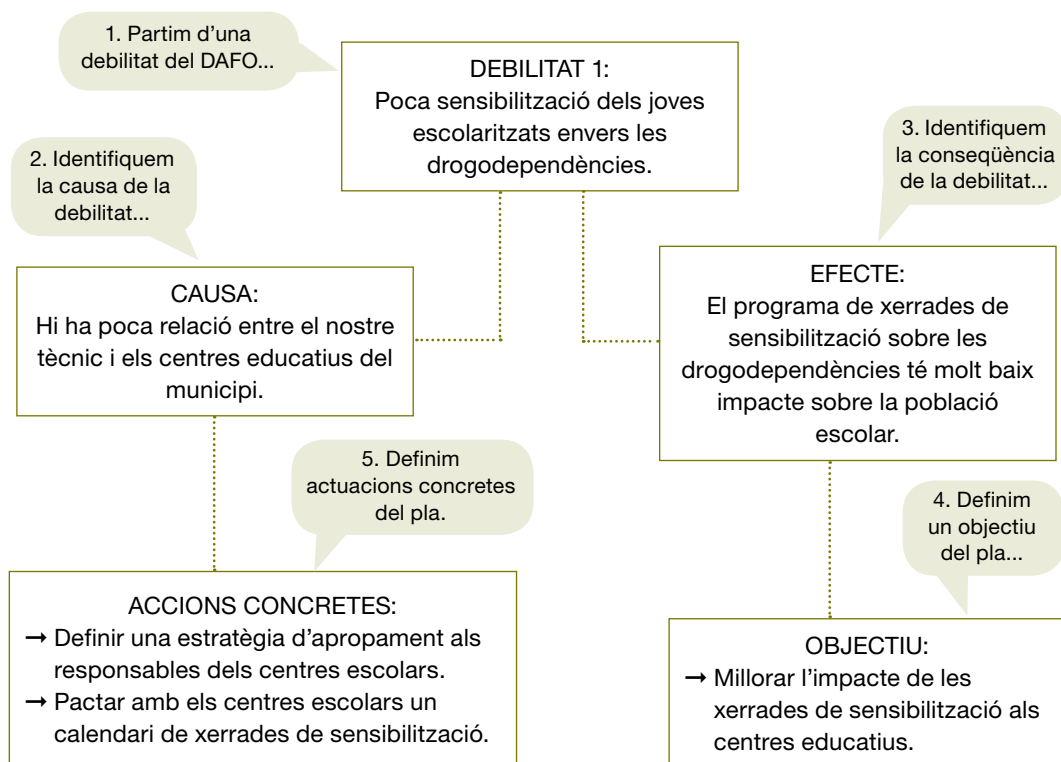 1. Partim d’una
debilitat del DAFO...
DEBILITAT 1:
Poca sensibilització dels joves
escolaritzats envers les
drogodependències.
2. Identifiquem
la causa de la
debilitat...
3. Identifiquem
la conseqüència
de la debilitat...
CAUSA:
Hi ha poca relació entre el nostre
tècnic i els centres educatius del
municipi.
EFECTE:
El programa de xerrades de
sensibilització sobre les
drogodependències té molt baix
impacte sobre la població
escolar.
5. Definim
actuacions concretes
del pla.
4. Definim
un objectiu
del pla...
ACCIONS CONCRETES:
→ Definir una estratègia d’apropament als
responsables dels centres escolars.
→ Pactar amb els centres escolars un
calendari de xerrades de sensibilització.
OBJECTIU:
→ Millorar l’impacte de les
xerrades de sensibilització als
centres educatius.